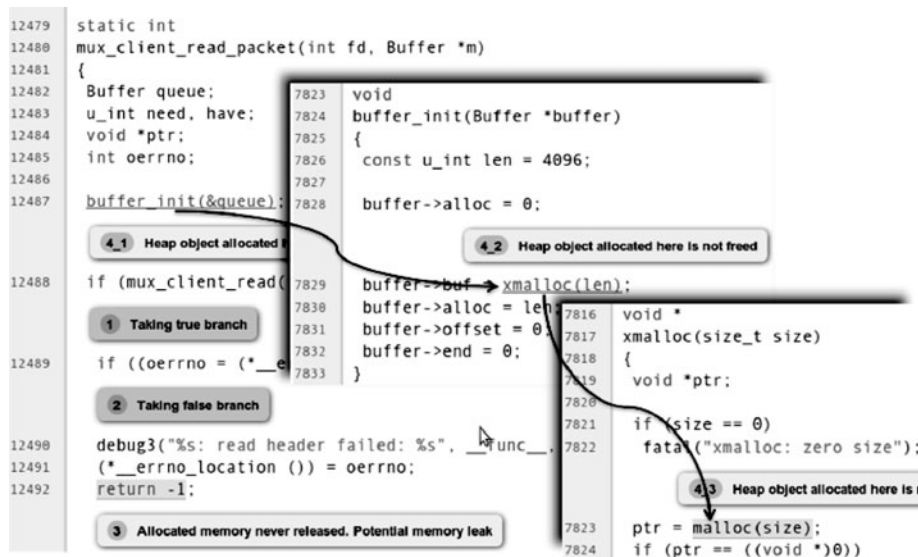 12479 static int
12480 mux_client_read_packet(int fd, Buffer *m)
12481 {
12482 Buffer queue;
12483 u_int need, have;
12484 void *ptr;
12485 int oerrno;
12486
12487 buffer_init(&queue);
4_1 Heap object allocated
12488 if (mux_client_read(
1 Taking true branch
12489 if ((oerrno = (*__e
2 Taking false branch
12490 debug3("%s: read header failed: %s", __func__,
12491 (*__errno_location ()) = oerrno;
12492 return -1;
3 Allocated memory never released. Potential memory leak
7823 void
7824 buffer_init(Buffer *buffer)
7825 {
7826 const u_int len = 4096;
7827
7828 buffer->alloc = 0;
4_2 Heap object allocated here is not freed
7829 buffer->buf xmalloc(len);
7830 buffer->alloc = len;
7831 buffer->offset = 0;
7832 buffer->end = 0;
7833 }
7816 void *
7817 xmalloc(size_t size)
7818 {
7819 void *ptr;
7820
7821 if (size == 0)
7822 fatal("xmalloc: zero size");
4_3 Heap object allocated here is
7823 ptr = malloc(size);
7824 if (ptr == ((void *)0))